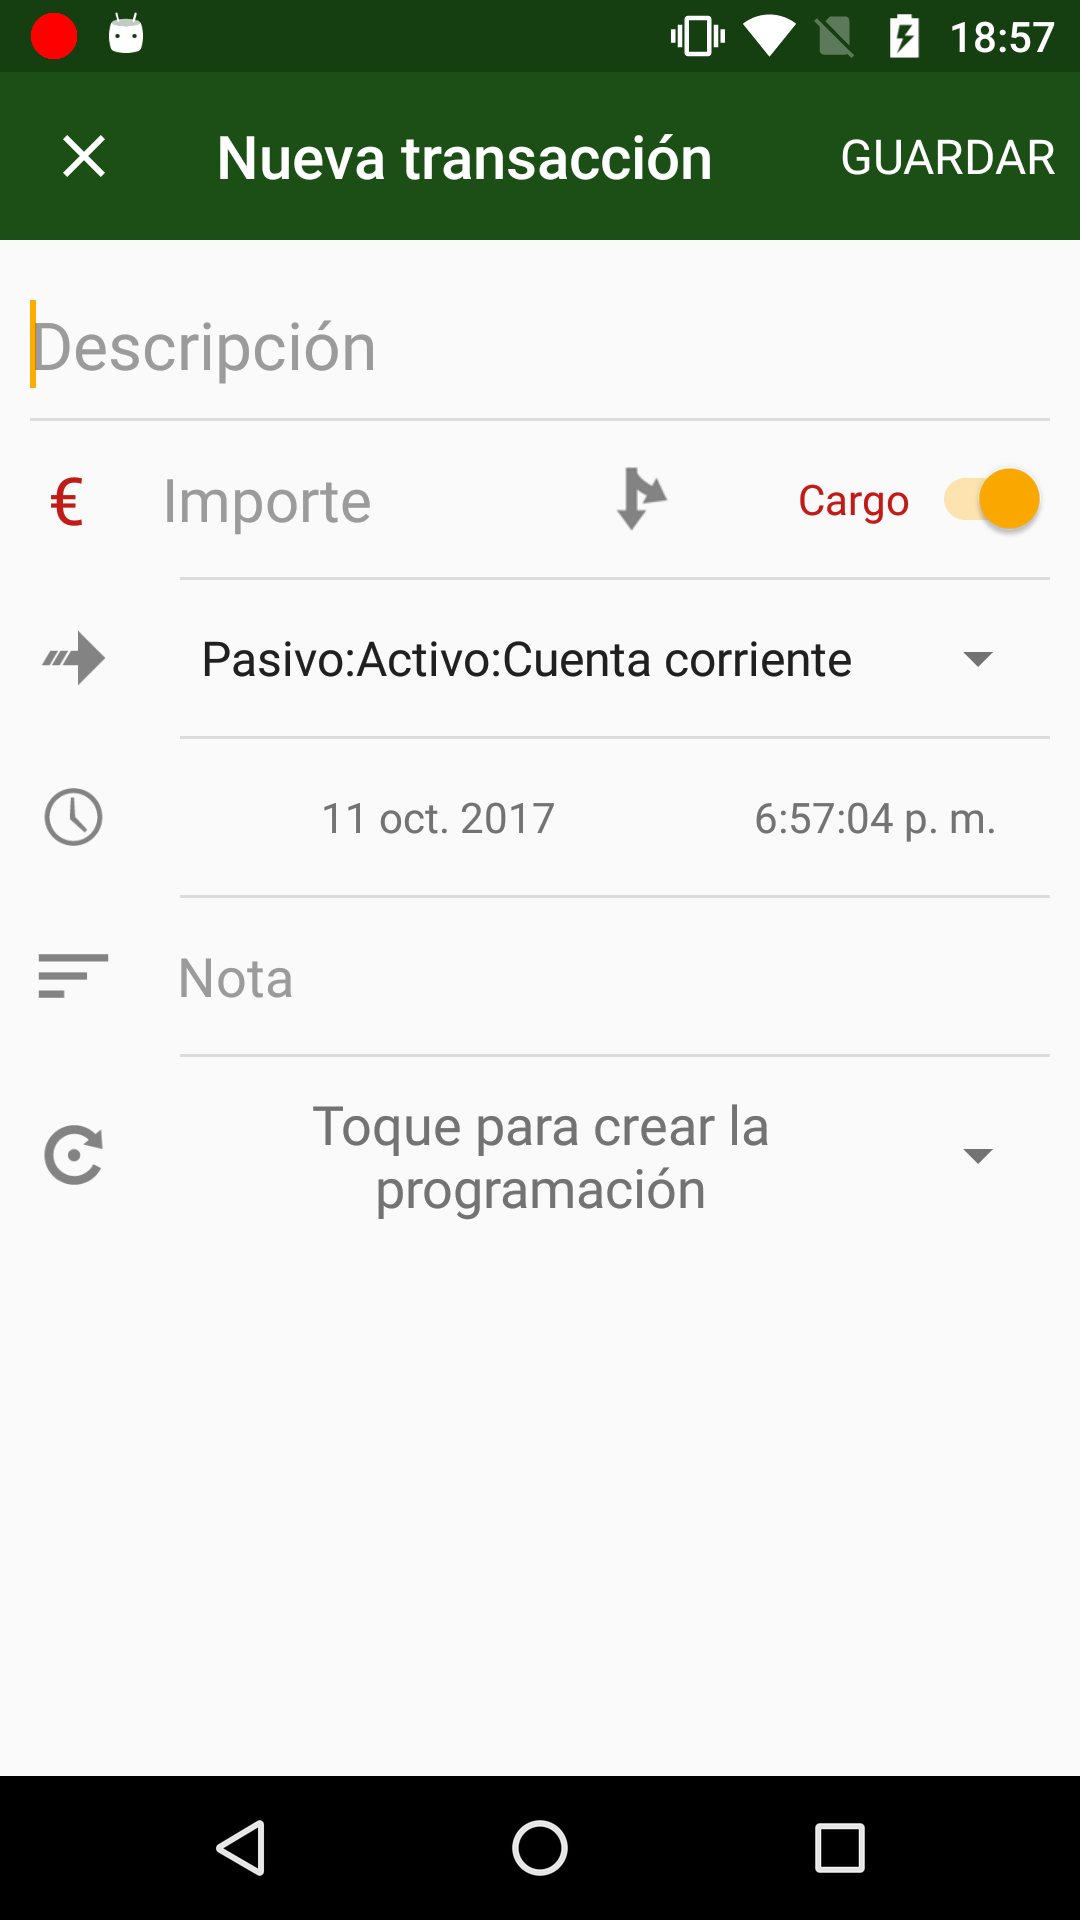 18:57
Nueva transacción GUARDAR
Descripción
€ Importe Cargo
Pasivo:Activo:Cuenta corriente
11 oct. 2017 6:57:04 p. m.
Nota
Toque para crear la
programación